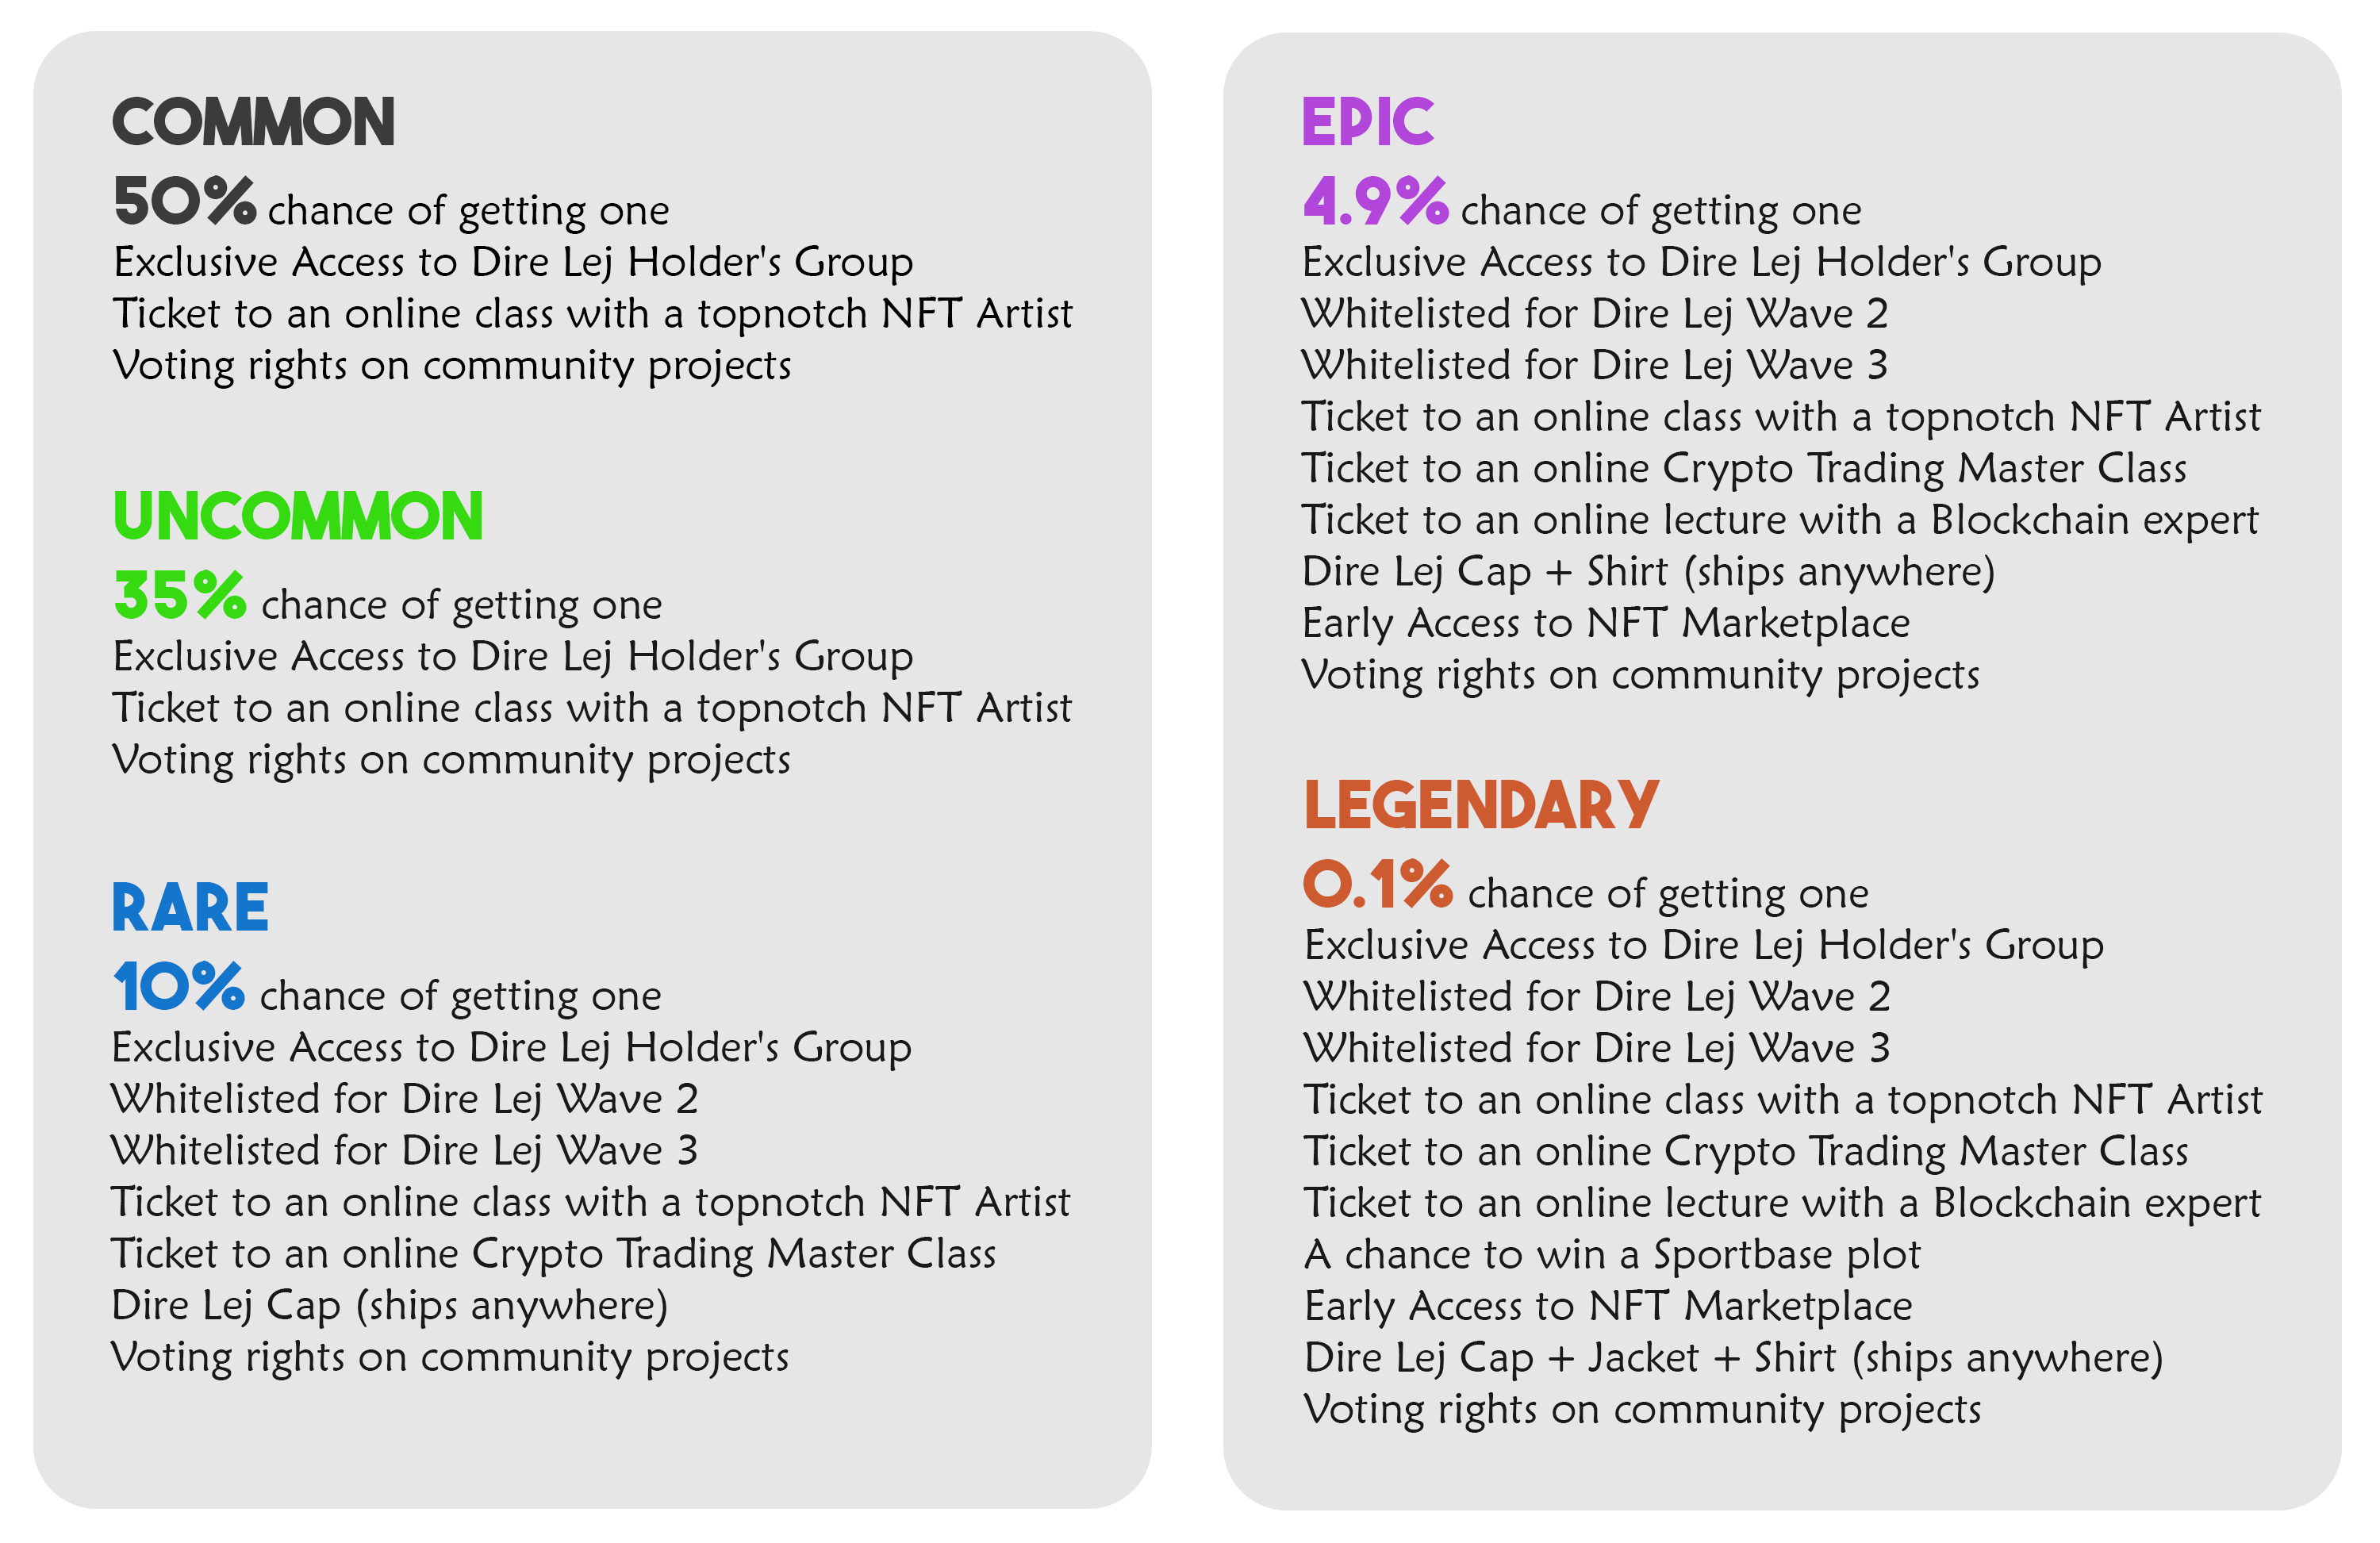 COMMON
50% chance of getting one
Exclusive Access to Dire Lej Holder's Group
Ticket to an online class with a topnotch NFT Artist
Voting rights on community projects
UNCOMMON
35% chance of getting one
Exclusive Access to Dire Lej Holder's Group
Ticket to an online class with a topnotch NFT Artist
Voting rights on community projects
RARE
10% chance of getting one
Exclusive Access to Dire Lej Holder's Group
Whitelisted for Dire Lej Wave 2
Whitelisted for Dire Lej Wave 3
Ticket to an online class with a topnotch NFT Artist
Ticket to an online Crypto Trading Master Class
Dire Lej Cap (ships anywhere)
Voting rights on community projects
EPIC
4.9% chance of getting one
Exclusive Access to Dire Lej Holder's Group
Whitelisted for Dire Lej Wave 2
Whitelisted for Dire Lej Wave 3
Ticket to an online class with a topnotch NFT Artist
Ticket to an online Crypto Trading Master Class
Ticket to an online lecture with a Blockchain expert
Dire Lej Cap + Shirt (ships anywhere)
Early Access to NFT Marketplace
Voting rights on community projects
LEGENDARY
0.1% chance of getting one
Exclusive Access to Dire Lej Holder's Group
Whitelisted for Dire Lej Wave 2
Whitelisted for Dire Lej Wave 3
Ticket to an online class with a topnotch NFT Artist
Ticket to an online Crypto Trading Master Class
Ticket to an online lecture with a Blockchain expert
A chance to win a Sportbase plot
Early Access to NFT Marketplace
Dire Lej Cap + Jacket + Shirt (ships anywhere)
Voting rights on community projects